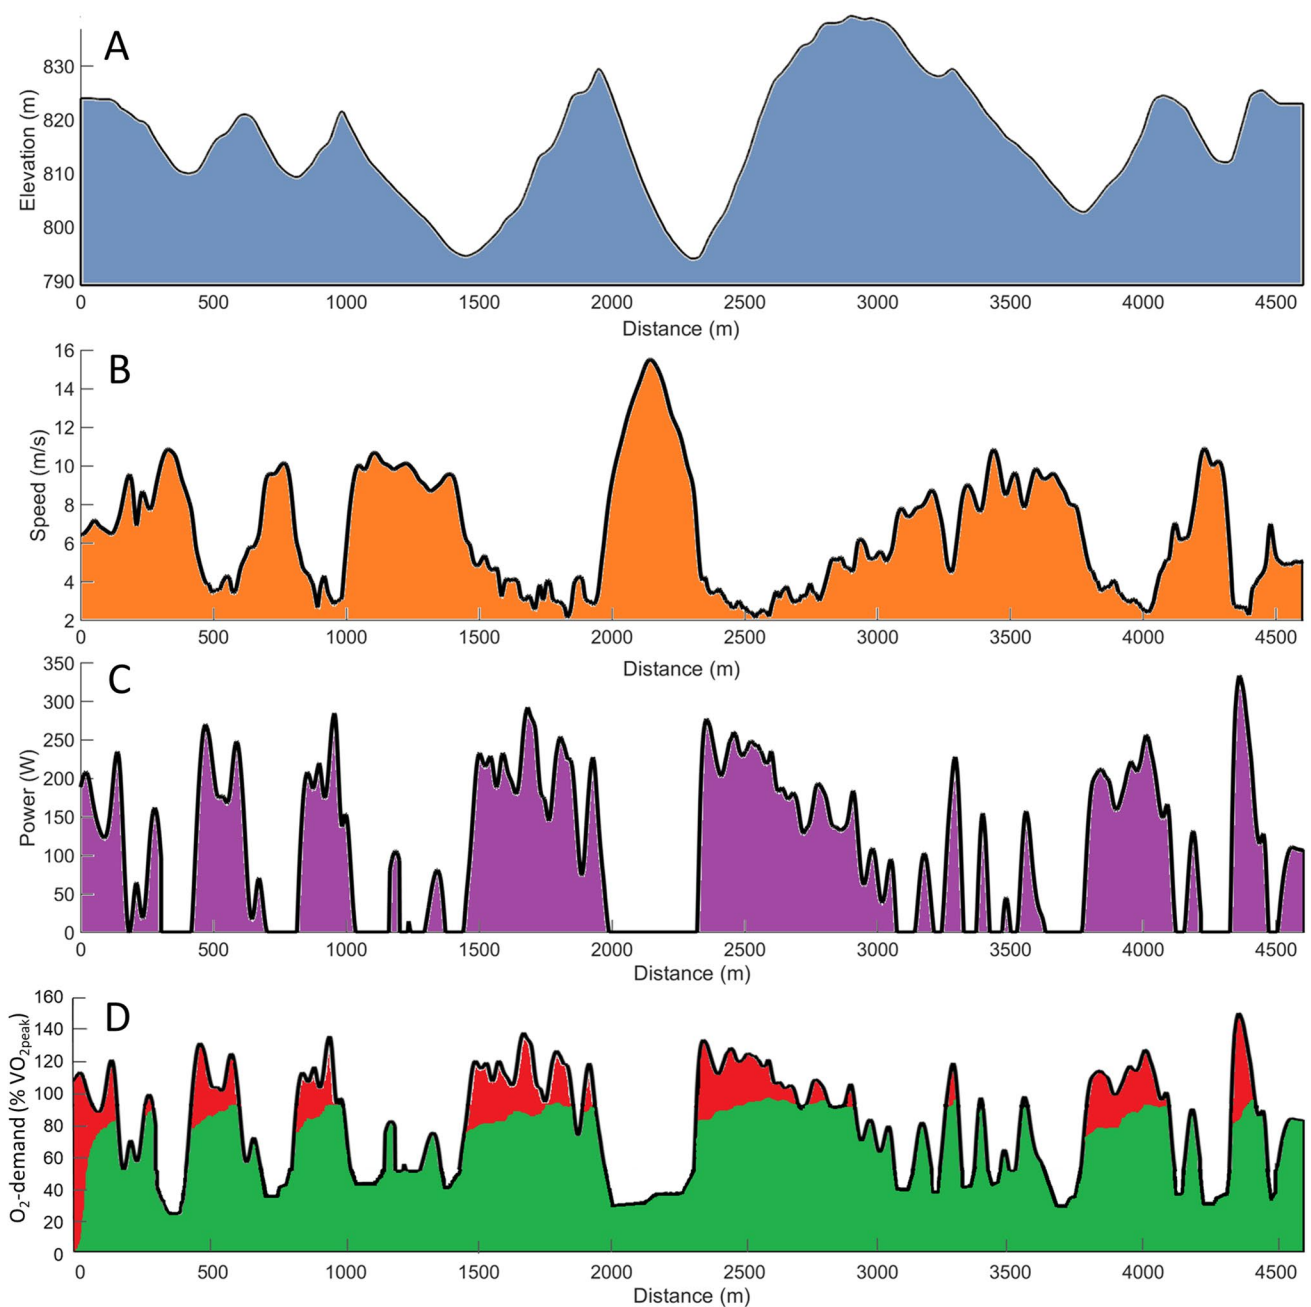 A
Elevation (m)
830
820
810
800
790
0 500 1000 1500 2000 2500 3000 3500 4000 4500
Distance (m)
B
Speed (m/s)
16
14
12
10
8
6
4
2
0 500 1000 1500 2000 2500 3000 3500 4000 4500
Distance (m)
C
Power (W)
350
300
250
200
150
100
50
0
0 500 1000 1500 2000 2500 3000 3500 4000 4500
Distance (m)
D
O2-demand (% VO2peak)
160
140
120
100
80
60
40
20
0
0 500 1000 1500 2000 2500 3000 3500 4000 4500
Distance (m)